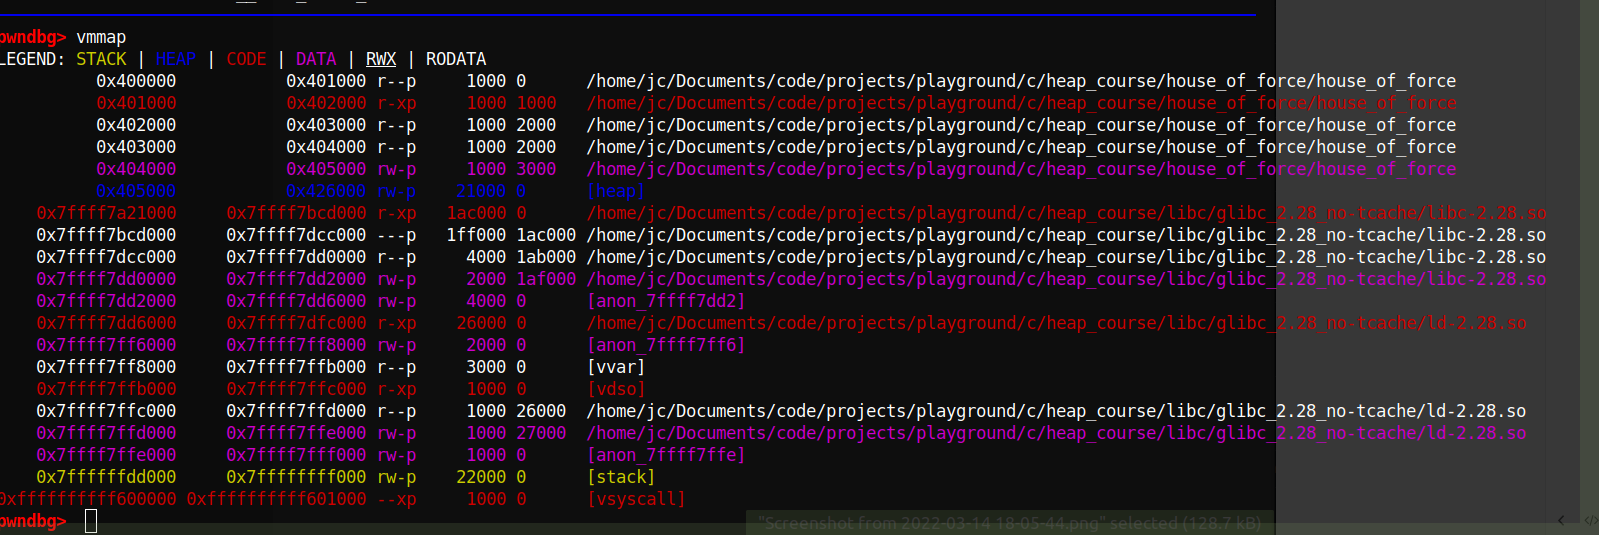 pwndbg> vmmap
LEGEND: STACK | HEAP | CODE | DATA | RWX | RODATA
0x400000 0x401000 r--p 1000 0 /home/jc/Documents/code/projects/playground/c/heap_course/house_of_force/house_of_force
0x401000 0x402000 r-xp 1000 1000 /home/jc/Documents/code/projects/playground/c/heap_course/house_of_force/house_of_force
0x402000 0x403000 r--p 1000 2000 /home/jc/Documents/code/projects/playground/c/heap_course/house_of_force/house_of_force
0x403000 0x404000 r--p 1000 2000 /home/jc/Documents/code/projects/playground/c/heap_course/house_of_force/house_of_force
0x404000 0x405000 rw-p 1000 3000 /home/jc/Documents/code/projects/playground/c/heap_course/house_of_force/house_of_force
0x405000 0x426000 rw-p 21000 0 [heap]
0x7ffff7a21000 0x7ffff7bcd000 r-xp 1ac000 0 /home/jc/Documents/code/projects/playground/c/heap_course/libc/glibc_2.28_no-tcache/libc-2.28.so
0x7ffff7bcd000 0x7ffff7dcc000 ---p 1ff000 1ac000 /home/jc/Documents/code/projects/playground/c/heap_course/libc/glibc_2.28_no-tcache/libc-2.28.so
0x7ffff7dcc000 0x7ffff7dd0000 r--p 4000 1ab000 /home/jc/Documents/code/projects/playground/c/heap_course/libc/glibc_2.28_no-tcache/libc-2.28.so
0x7ffff7dd0000 0x7ffff7dd2000 rw-p 2000 1af000 /home/jc/Documents/code/projects/playground/c/heap_course/libc/glibc_2.28_no-tcache/libc-2.28.so
0x7ffff7dd2000 0x7ffff7dd6000 rw-p 4000 0 [anon_7ffff7dd2]
0x7ffff7dd6000 0x7ffff7dfc000 r-xp 26000 0 /home/jc/Documents/code/projects/playground/c/heap_course/libc/glibc_2.28_no-tcache/ld-2.28.so
0x7ffff7ff6000 0x7ffff7ff8000 rw-p 2000 0 [anon_7ffff7ff6]
0x7ffff7ff8000 0x7ffff7ffb000 r--p 3000 0 [vvar]
0x7ffff7ffb000 0x7ffff7ffc000 r-xp 1000 0 [vdso]
0x7ffff7ffc000 0x7ffff7ffd000 r--p 1000 26000 /home/jc/Documents/code/projects/playground/c/heap_course/libc/glibc_2.28_no-tcache/ld-2.28.so
0x7ffff7ffd000 0x7ffff7ffe000 rw-p 1000 27000 /home/jc/Documents/code/projects/playground/c/heap_course/libc/glibc_2.28_no-tcache/ld-2.28.so
0x7ffff7ffe000 0x7ffff7fff000 rw-p 1000 0 [anon_7ffff7ffe]
0x7ffffffdd000 0x7ffffffff000 rw-p 22000 0 [stack]
0xffffffffff600000 0xffffffffff601000 --xp 1000 0 [vsyscall]
pwndbg>
"Screenshot from 2022-03-14 18-05-44.png" selected (128.7 kB)